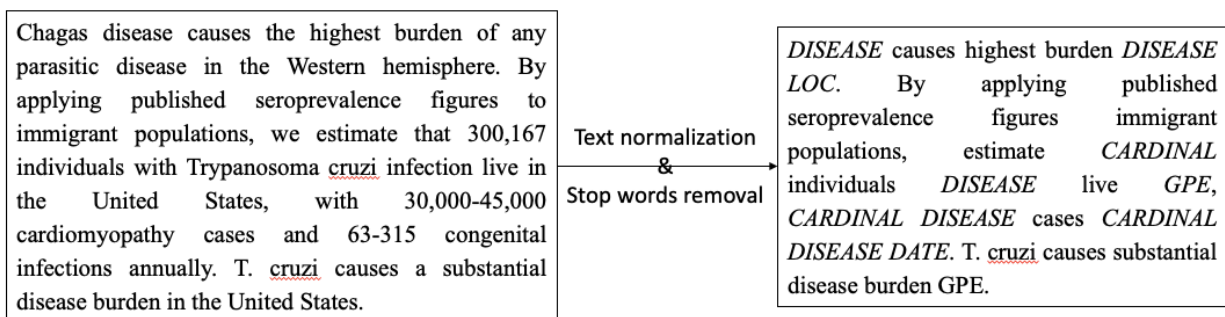 Chagas disease causes the highest burden of any
parasitic disease in the Western hemisphere. By
applying published seroprevalence figures to
immigrant populations, we estimate that 300,167
individuals with Trypanosoma cruzi infection live in
the United States, with 30,000-45,000
cardiomyopathy cases and 63-315 congenital
infections annually. T. cruzi causes a substantial
disease burden in the United States.
Text normalization
&
Stop words removal
DISEASE causes highest burden DISEASE
LOC. By applying published
seroprevalence figures immigrant
populations, estimate CARDINAL
individuals DISEASE live GPE,
CARDINAL DISEASE cases CARDINAL
DISEASE DATE. T. cruzi causes substantial
disease burden GPE.